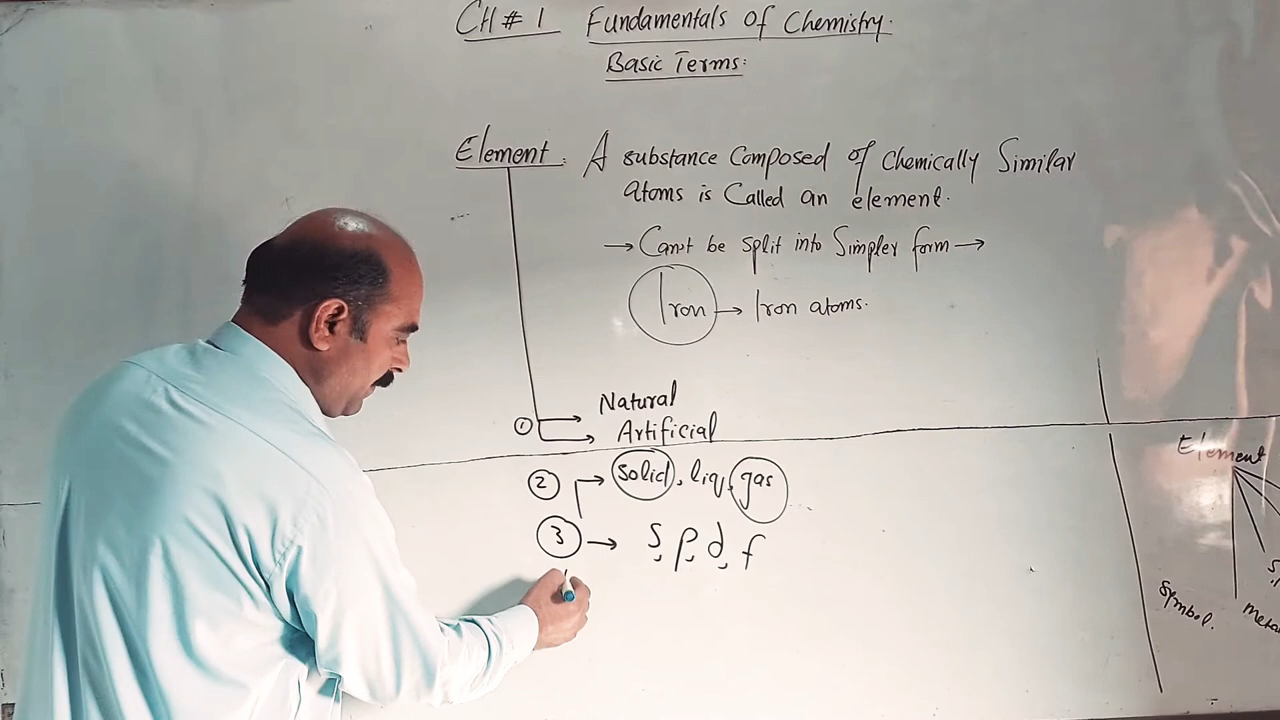 CH# 1 Fundamentals of Chemistry.
Basic Terms:
Element: A substance Composed of Chemically Similar
atoms is Called an element.
→ Can't be split into Simpler form →
Iron → Iron atoms.
① → Natural
→ Artificial
② → solid, liq, gas
③ → s, p, d, f
Element
Symbol.